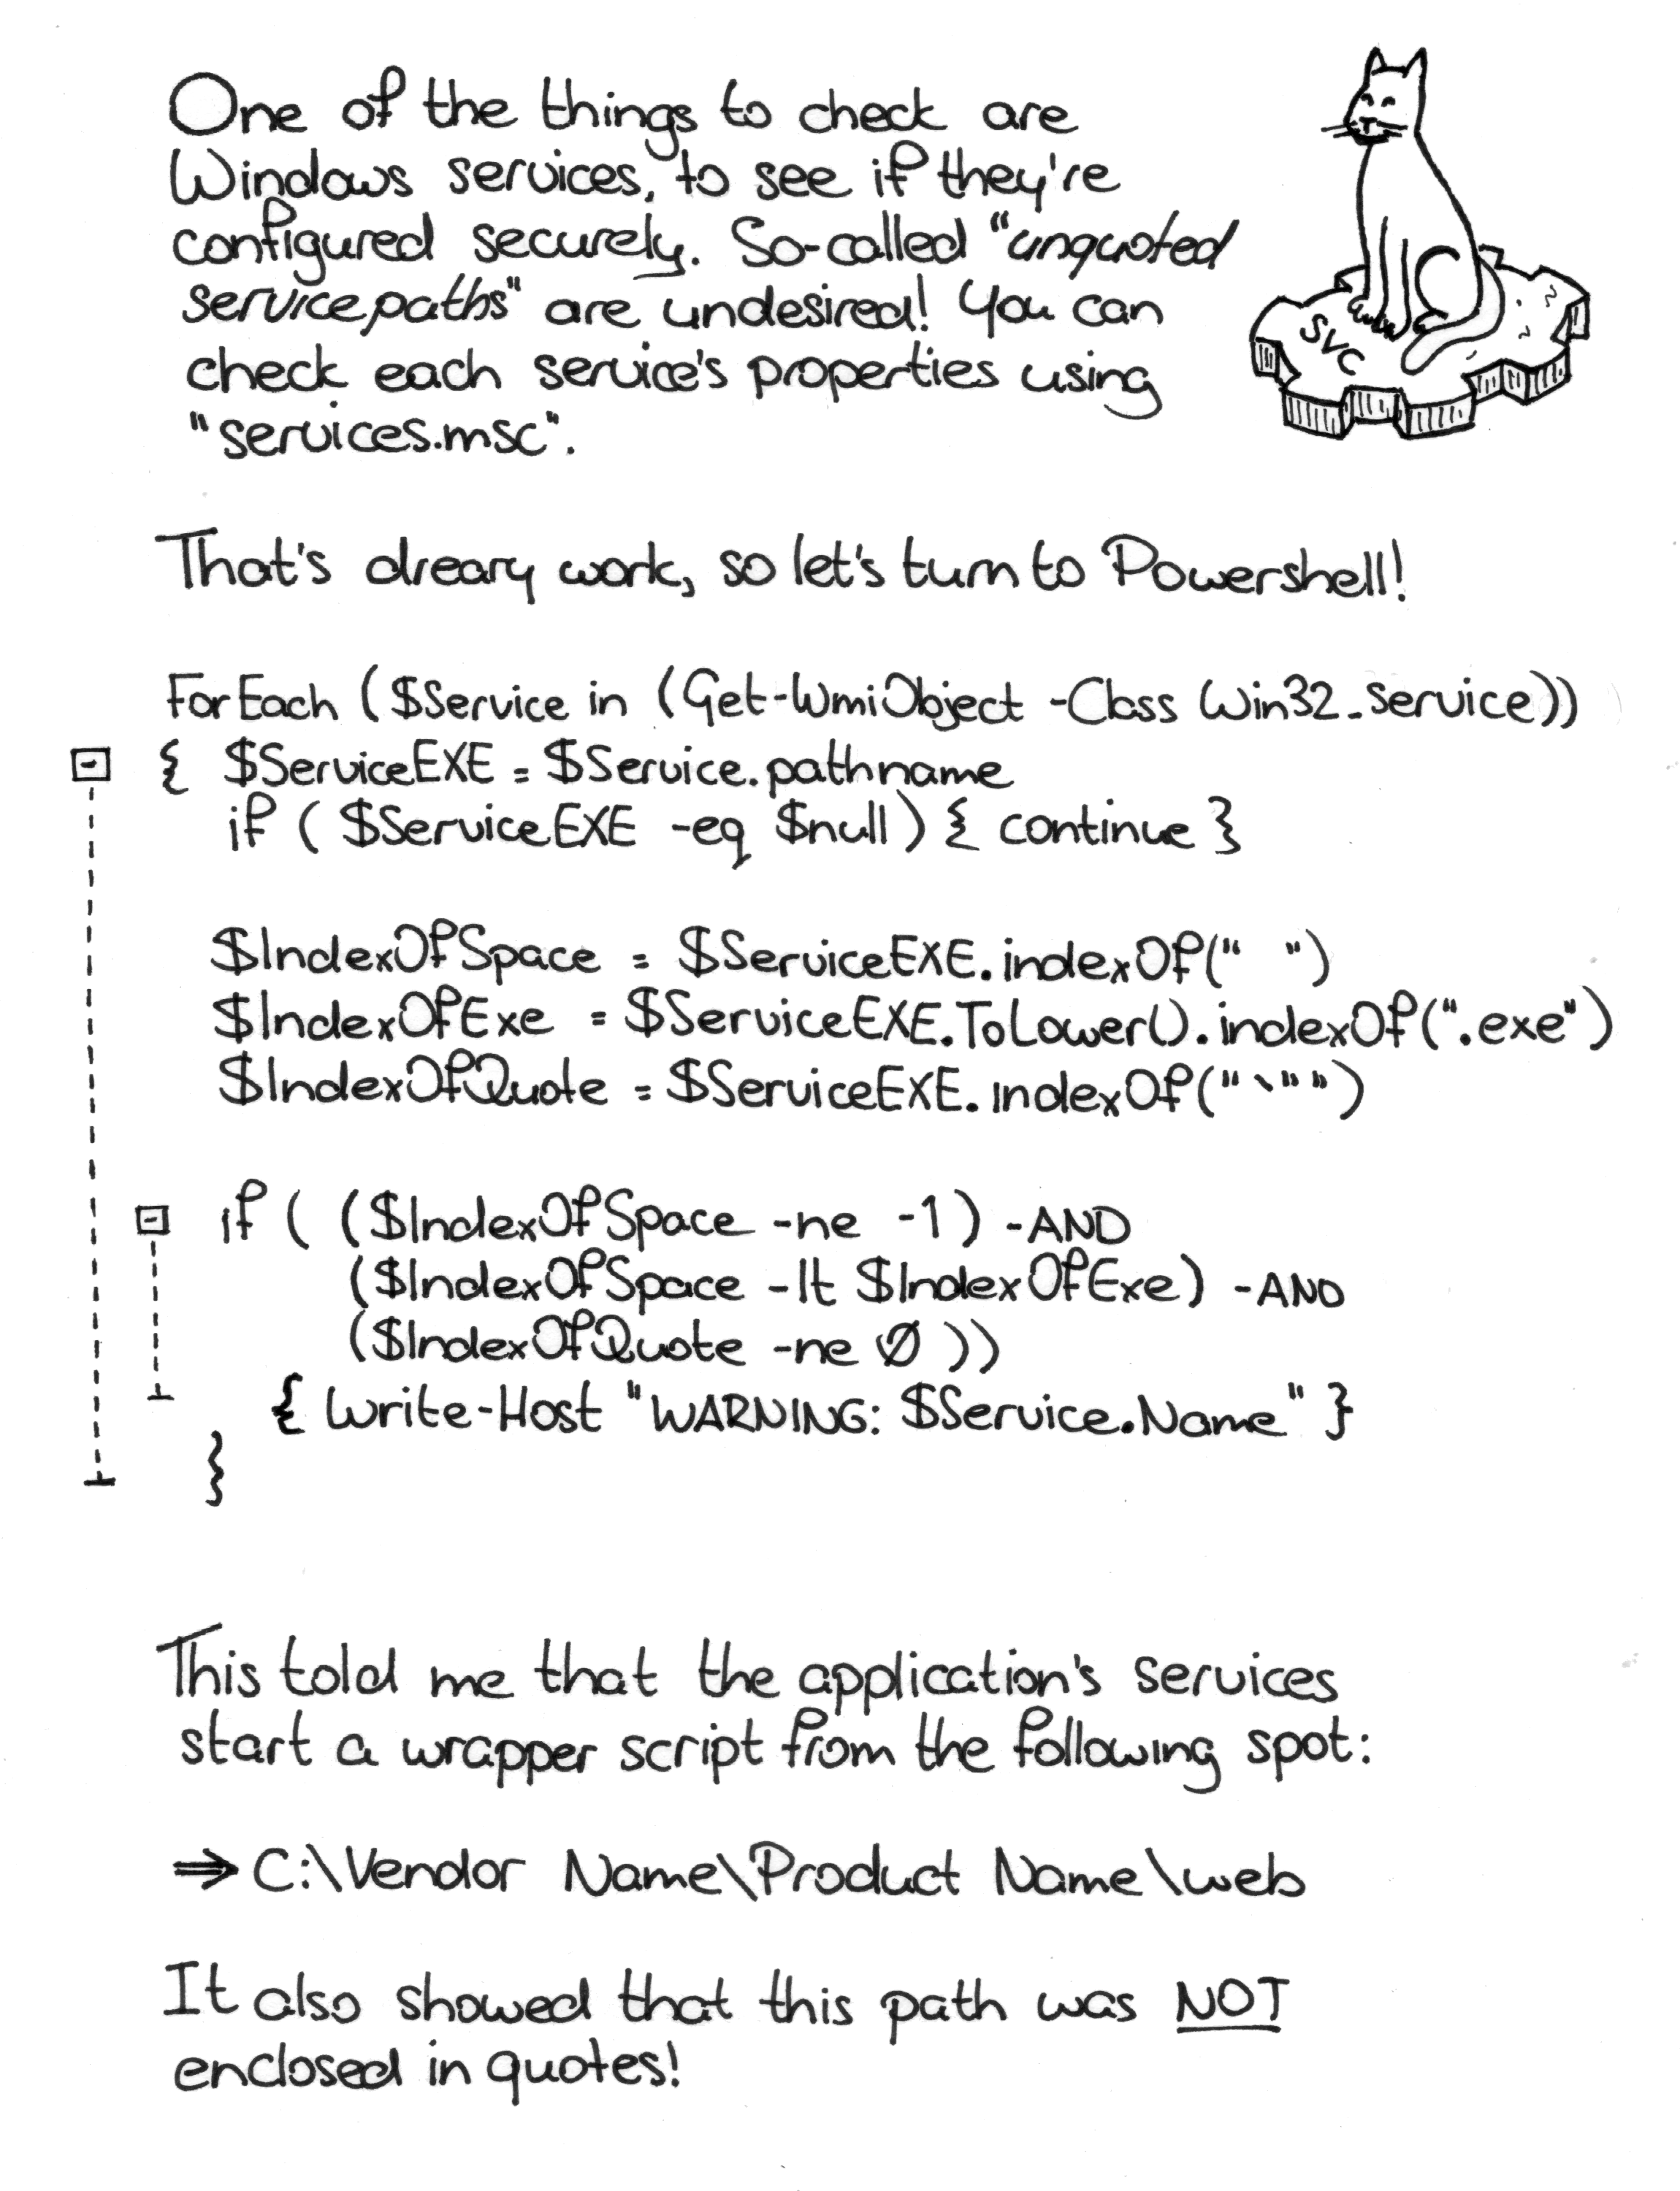 One of the things to check are
Windows services, to see if they're
configured securely. So-called "unquoted
service paths" are undesired! You can
check each service's properties using
"services.msc".
SVC
That's dreary work, so let's turn to Powershell!
ForEach ($Service in (Get-WmiObject -Class Win32_service))
{ $ServiceEXE = $Service.pathname
if ( $ServiceEXE -eq $null) { continue }
$IndexOfSpace = $ServiceEXE.indexOf(" ")
$IndexOfExe = $ServiceEXE.ToLower().indexOf(".exe")
$IndexOfQuote = $ServiceEXE.indexOf("`"")
if ( ($IndexOfSpace -ne -1) -AND
($IndexOfSpace -lt $IndexOfExe) -AND
($IndexOfQuote -ne 0 ))
{ Write-Host "WARNING: $Service.Name" }
}
This told me that the application's services
start a wrapper script from the following spot:
⇒ C:\Vendor Name\Product Name\web
It also showed that this path was NOT
enclosed in quotes!